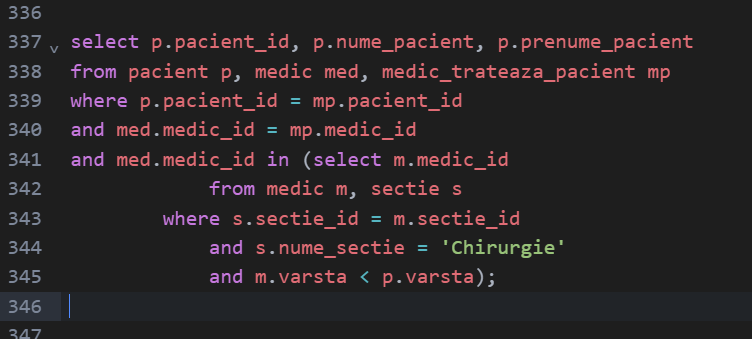 336
337 select p.pacient_id, p.nume_pacient, p.prenume_pacient
338 from pacient p, medic med, medic_trateaza_pacient mp
339 where p.pacient_id = mp.pacient_id
340 and med.medic_id = mp.medic_id
341 and med.medic_id in (select m.medic_id
342 from medic m, sectie s
343 where s.sectie_id = m.sectie_id
344 and s.nume_sectie = 'Chirurgie'
345 and m.varsta < p.varsta);
346
347